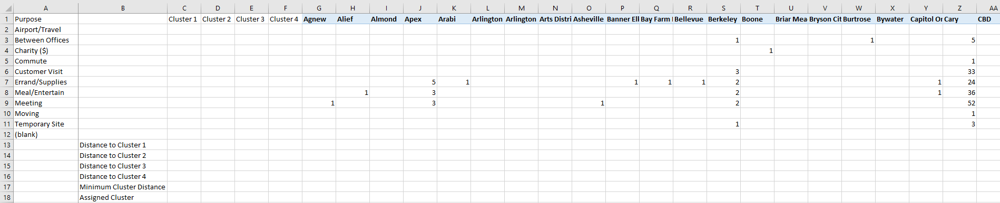 A B C D E F G H I J K L M N O P Q R S T U V W X Y Z AA
1 Purpose Cluster 1 Cluster 2 Cluster 3 Cluster 4 Agnew Alief Almond Apex Arabi Arlington Arlington Arts Distri Asheville Banner Ell Bay Farm Bellevue Berkeley Boone Briar Mea Bryson Cit Burtrose Bywater Capitol Or Cary CBD
2 Airport/Travel
3 Between Offices 1 1 5
4 Charity ($) 1
5 Commute 1
6 Customer Visit 3 33
7 Errand/Supplies 5 1 1 1 1 2 1 24
8 Meal/Entertain 1 3 2 1 36
9 Meeting 1 3 1 2 52
10 Moving 1
11 Temporary Site 1 3
12 (blank)
13 Distance to Cluster 1
14 Distance to Cluster 2
15 Distance to Cluster 3
16 Distance to Cluster 4
17 Minimum Cluster Distance
18 Assigned Cluster